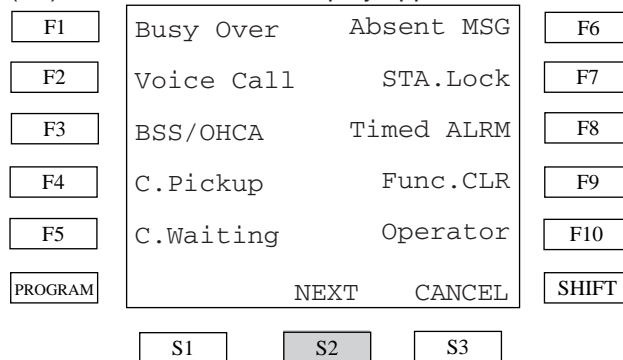 F1 Busy Over Absent MSG F6
F2 Voice Call STA.Lock F7
F3 BSS/OHCA Timed ALRM F8
F4 C.Pickup Func.CLR F9
F5 C.Waiting Operator F10
PROGRAM NEXT CANCEL SHIFT
S1 S2 S3